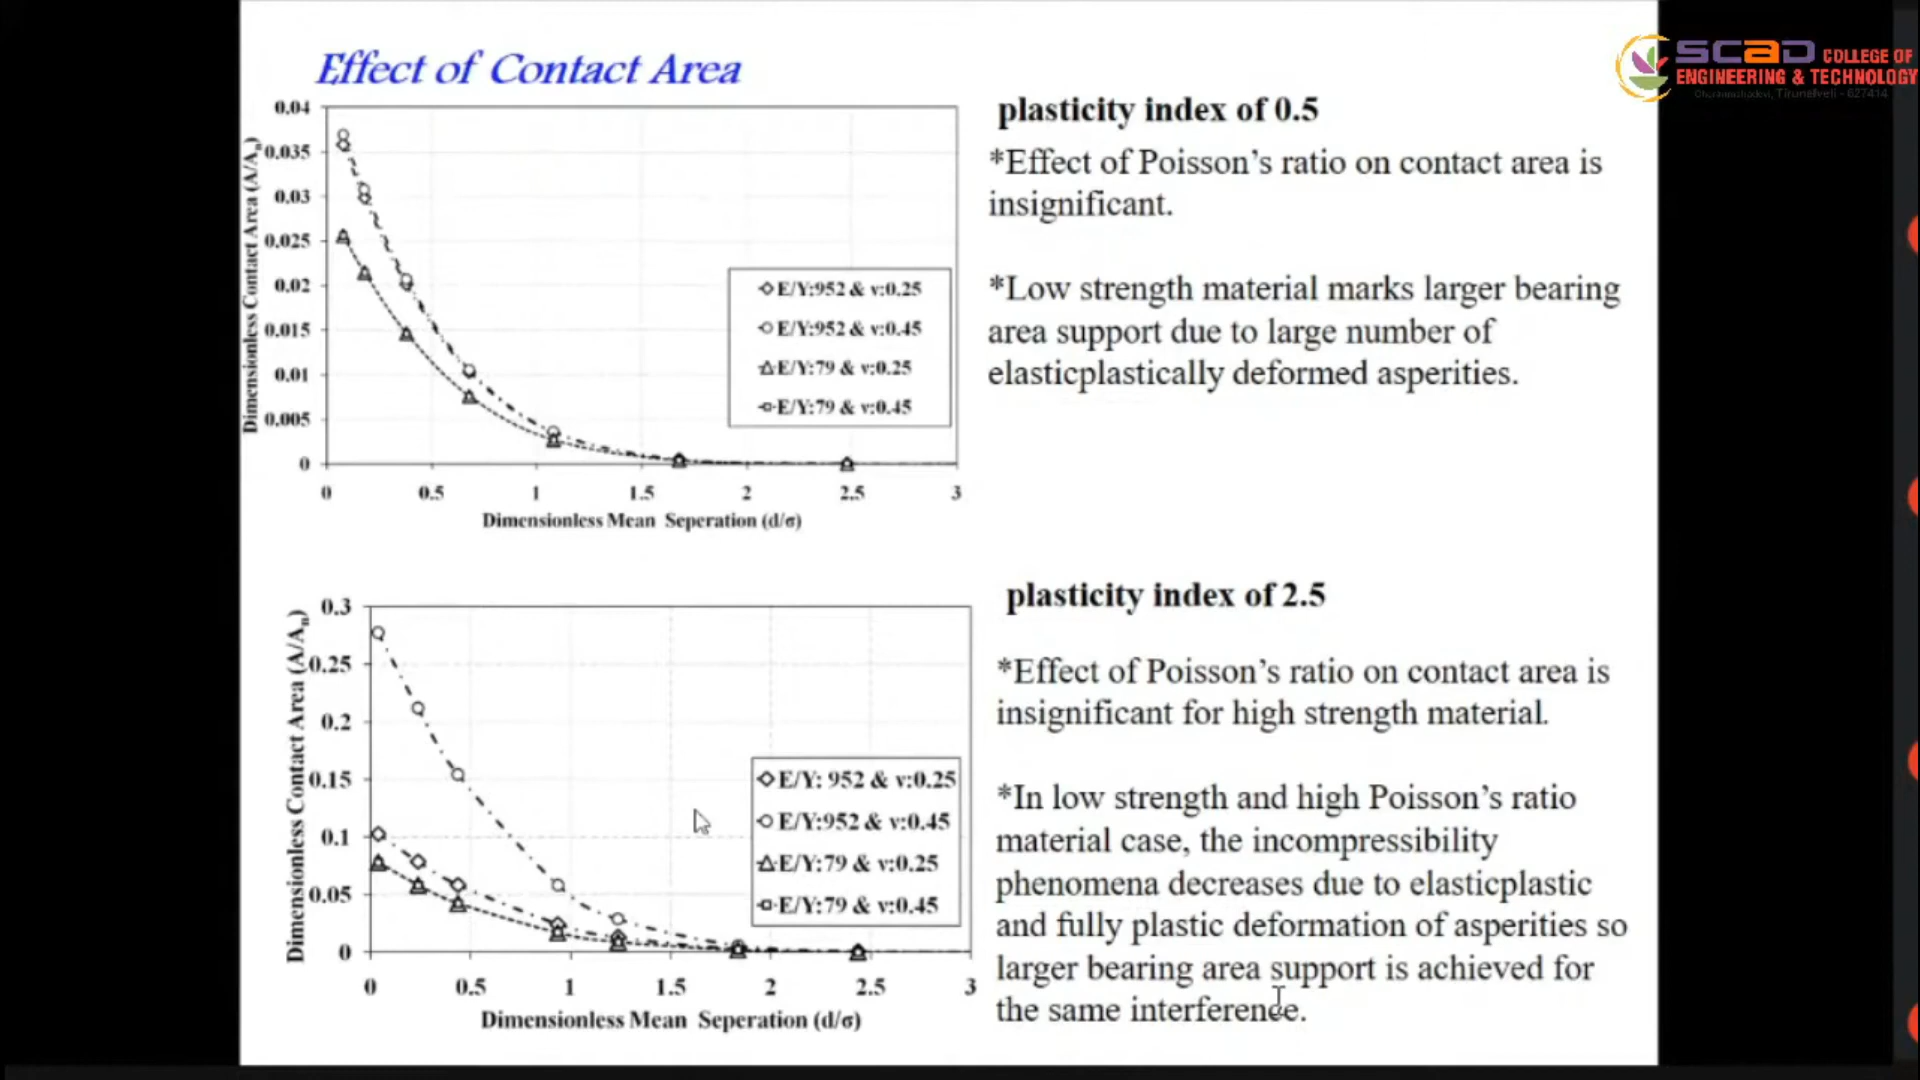 Effect of Contact Area
scaD COLLEGE OF
ENGINEERING & TECHNOLOGY
Cheranmahadevi, Tirunelveli - 627414
Dimensionless Contact Area (A/An)
0.04
0.035
0.03
0.025
0.02
0.015
0.01
0.005
0
E/Y:952 & v:0.25
E/Y:952 & v:0.45
E/Y:79 & v:0.25
E/Y:79 & v:0.45
0 0.5 1 1.5 2 2.5 3
Dimensionless Mean Seperation (d/σ)
plasticity index of 0.5
*Effect of Poisson’s ratio on contact area is
insignificant.
*Low strength material marks larger bearing
area support due to large number of
elasticplastically deformed asperities.
Dimensionless Contact Area (A/An)
0.3
0.25
0.2
0.15
0.1
0.05
0
E/Y: 952 & v:0.25
E/Y:952 & v:0.45
E/Y:79 & v:0.25
E/Y:79 & v:0.45
0 0.5 1 1.5 2 2.5 3
Dimensionless Mean Seperation (d/σ)
plasticity index of 2.5
*Effect of Poisson’s ratio on contact area is
insignificant for high strength material.
*In low strength and high Poisson’s ratio
material case, the incompressibility
phenomena decreases due to elasticplastic
and fully plastic deformation of asperities so
larger bearing area support is achieved for
the same interference.